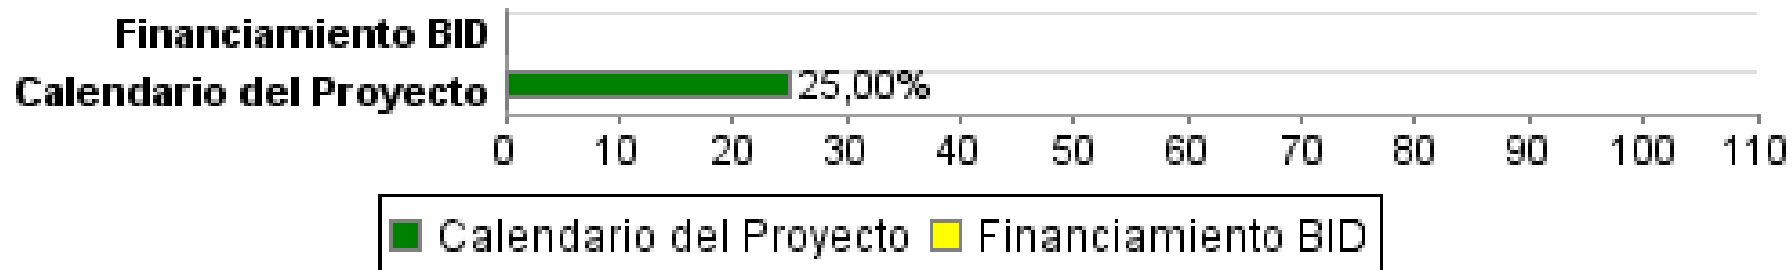 Financiamiento BID
Calendario del Proyecto 25,00%
0 10 20 30 40 50 60 70 80 90 100 110
Calendario del Proyecto Financiamiento BID